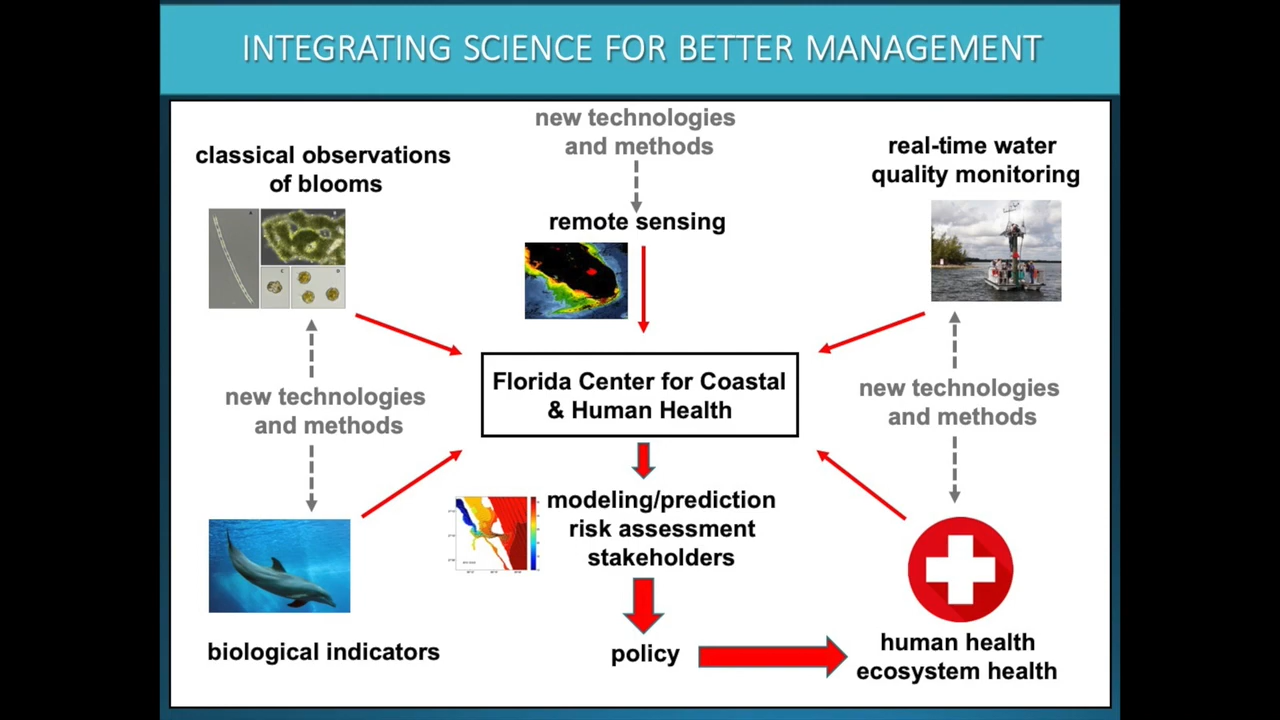 INTEGRATING SCIENCE FOR BETTER MANAGEMENT
new technologies
and methods
classical observations
of blooms
real-time water
quality monitoring
remote sensing
new technologies
and methods
Florida Center for Coastal
& Human Health
new technologies
and methods
modeling/prediction
risk assessment
stakeholders
biological indicators
policy
human health
ecosystem health